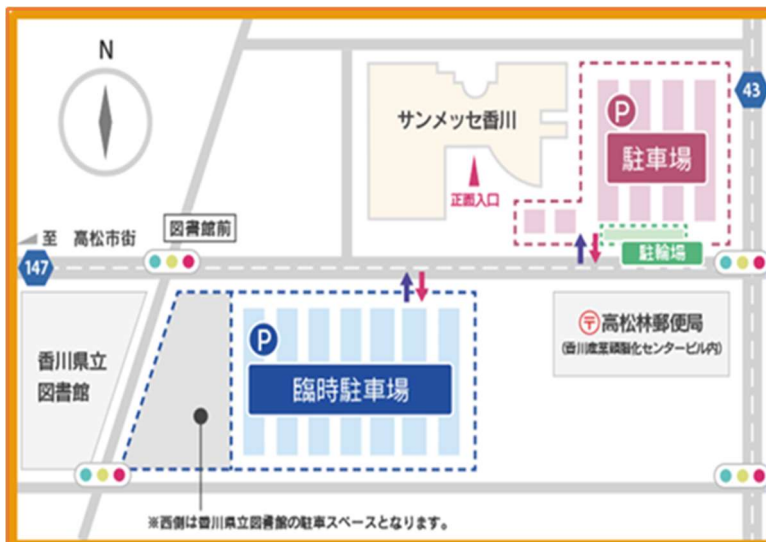 N
サンメッセ香川
正面入口
P
駐車場
43
駐輪場
図書館前
至 高松市街
147
香川県立
図書館
P
臨時駐車場
〒高松林郵便局
(香川産業頭脳化センタービル内)
※西側は香川県立図書館の駐車スペースとなります。